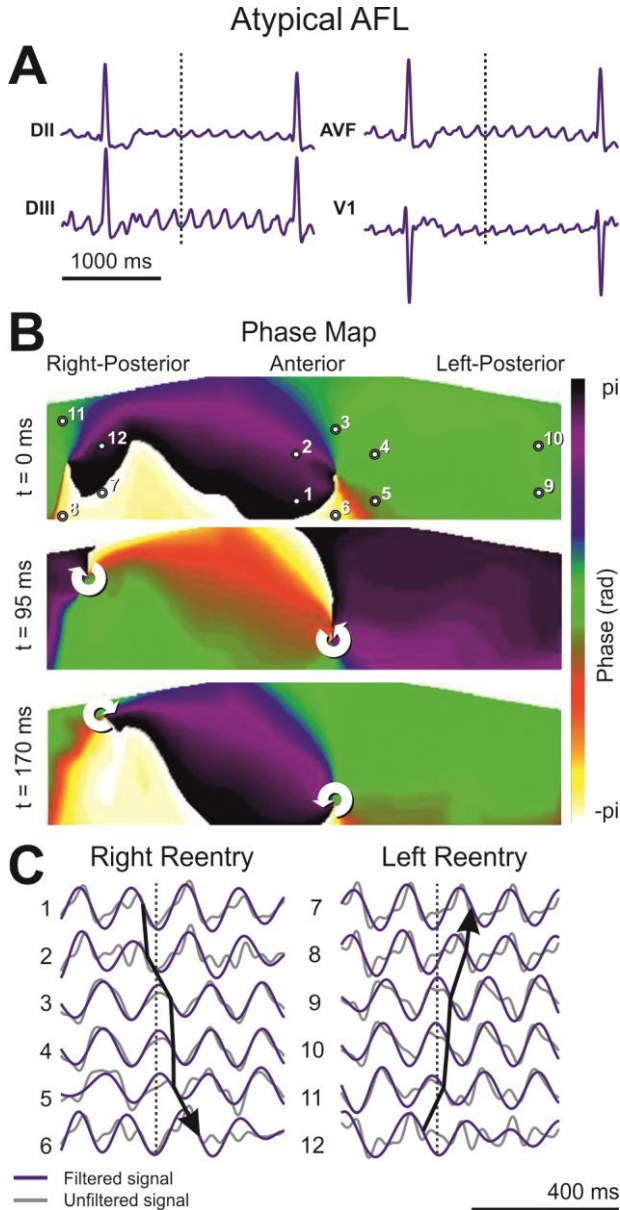 Atypical AFL
A
DII
AVF
DIII
V1
1000 ms
B
Phase Map
Right-Posterior Anterior Left-Posterior
t = 0 ms
11
12
7
8
2
1
3
4
5
6
10
9
t = 95 ms
t = 170 ms
pi
Phase (rad)
-pi
C
Right Reentry Left Reentry
1 7
2 8
3 9
4 10
5 11
6 12
Filtered signal
Unfiltered signal
400 ms